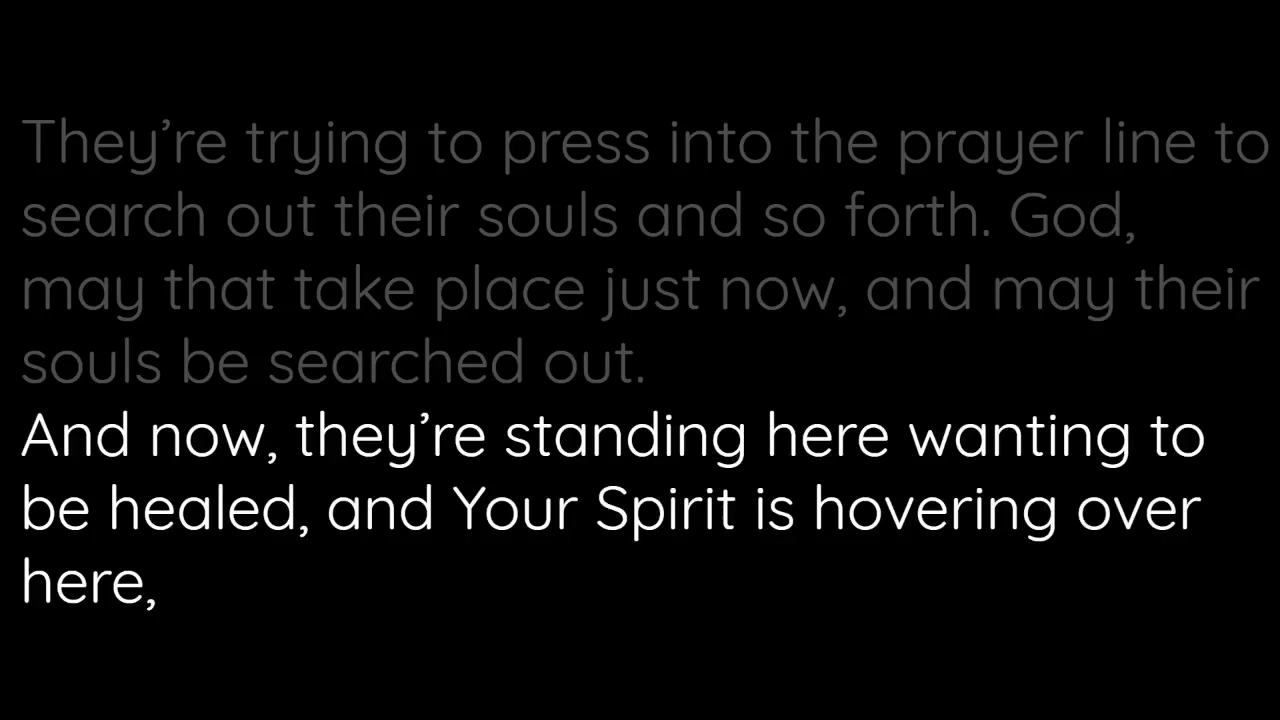 They’re trying to press into the prayer line to
search out their souls and so forth. God,
may that take place just now, and may their
souls be searched out.
And now, they’re standing here wanting to
be healed, and Your Spirit is hovering over
here,